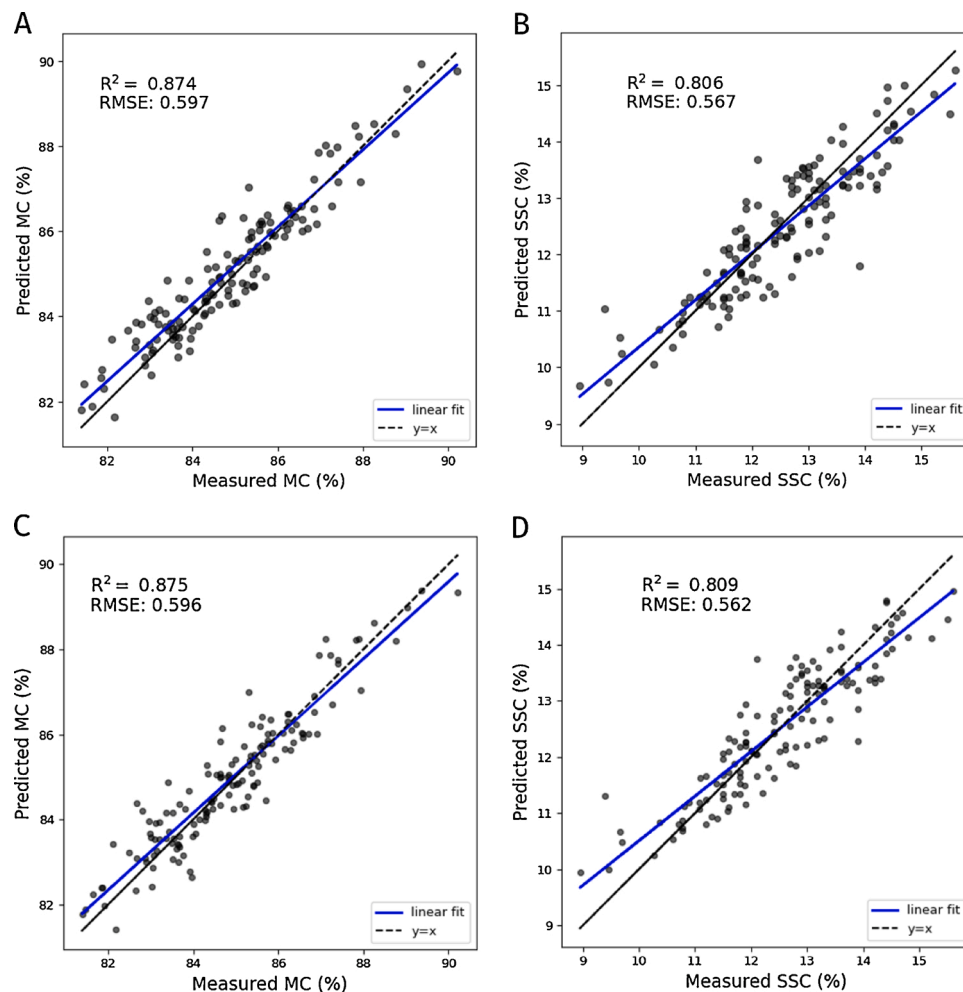 A
R² = 0.874
RMSE: 0.597
Predicted MC (%)
90
88
86
84
82
linear fit
y=x
82 84 86 88 90
Measured MC (%)
B
R² = 0.806
RMSE: 0.567
Predicted SSC (%)
15
14
13
12
11
10
9
linear fit
y=x
9 10 11 12 13 14 15
Measured SSC (%)
C
R² = 0.875
RMSE: 0.596
Predicted MC (%)
90
88
86
84
82
linear fit
y=x
82 84 86 88 90
Measured MC (%)
D
R² = 0.809
RMSE: 0.562
Predicted SSC (%)
15
14
13
12
11
10
9
linear fit
y=x
9 10 11 12 13 14 15
Measured SSC (%)